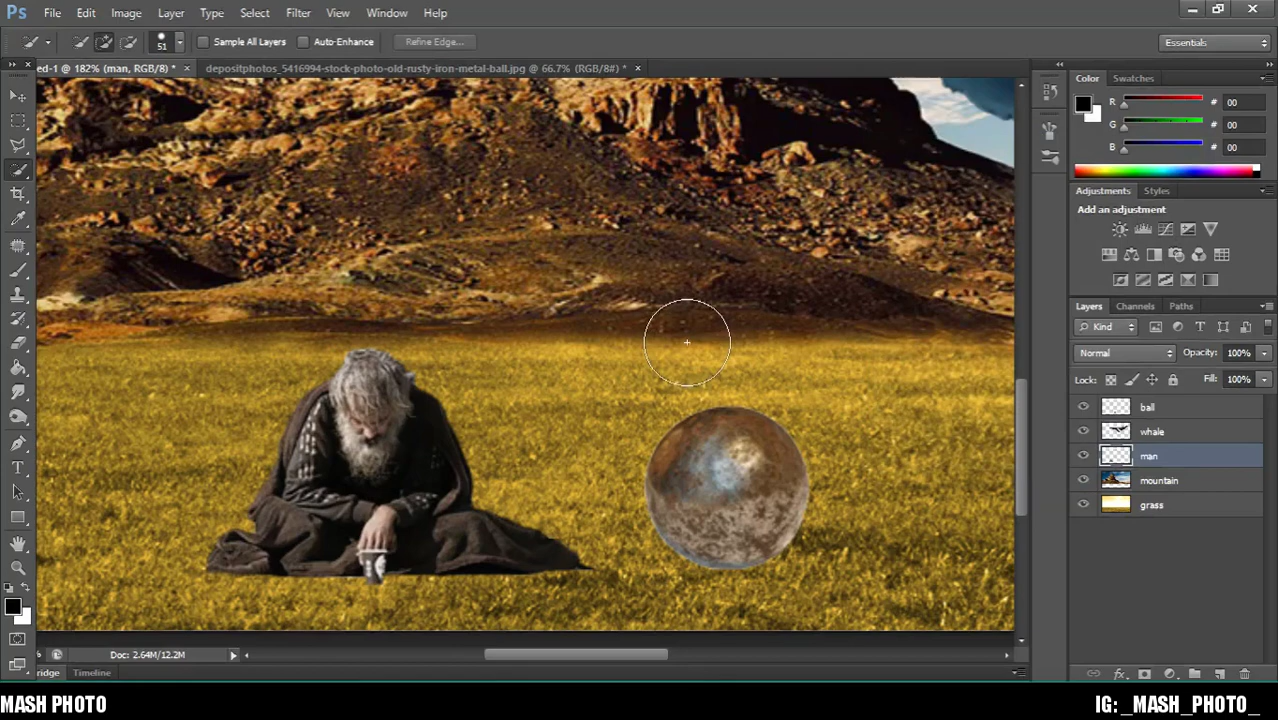 Ps File Edit Image Layer Type Select Filter View Window Help
51 Sample All Layers Auto-Enhance Refine Edge... Essentials
ed-1 @ 182% (man, RGB/8) * × depositphotos_5416994-stock-photo-old-rusty-iron-metal-ball.jpg @ 66.7% (RGB/8#) * ×
Color Swatches
R # 00
G # 00
B # 00
Adjustments Styles
Add an adjustment
Layers Channels Paths
Kind
Normal Opacity: 100%
Lock: Fill: 100%
ball
whale
man
mountain
grass
% Doc: 2.64M/12.2M
ridge Timeline
MASH PHOTO IG: _MASH_PHOTO_